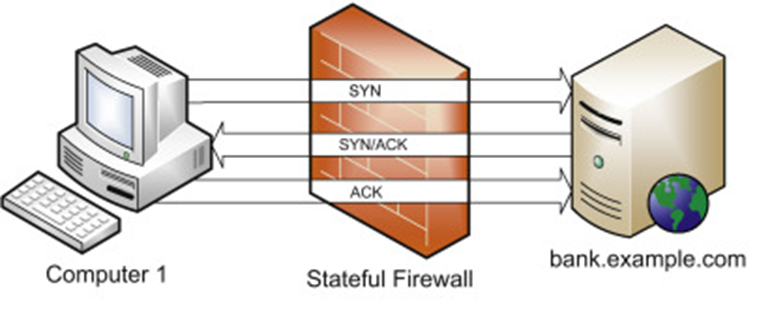 SYN
SYN/ACK
ACK
Computer 1
Stateful Firewall
bank.example.com